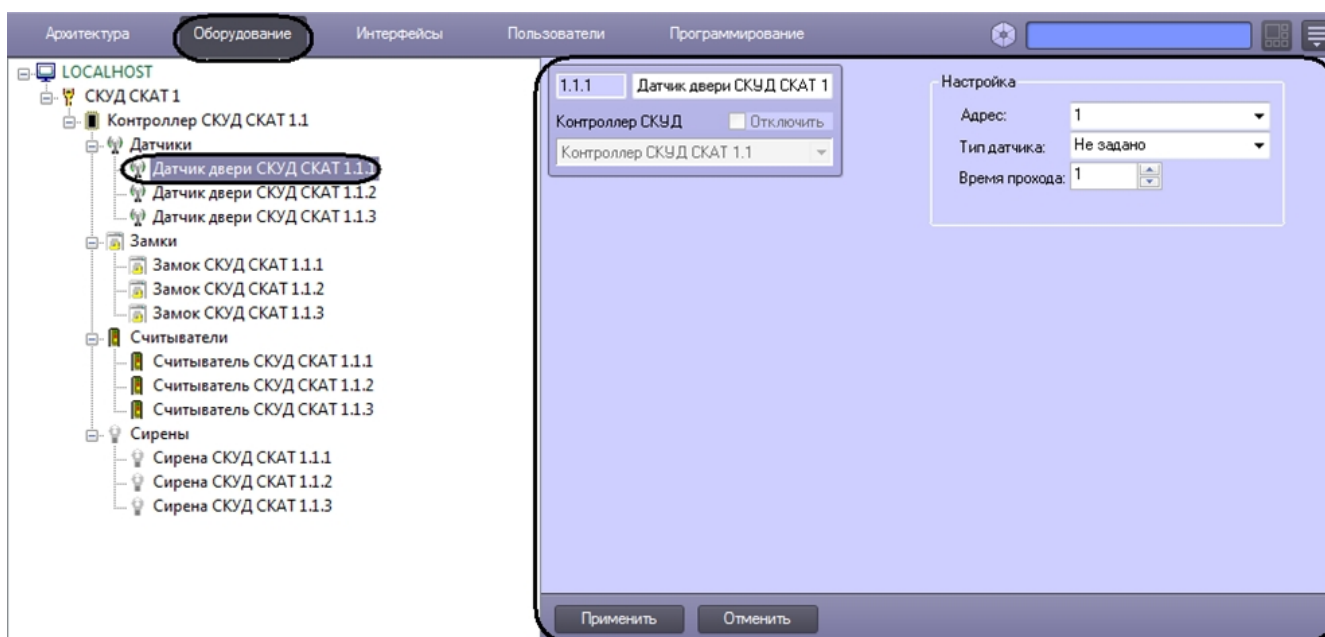 Архитектура Оборудование Интерфейсы Пользователи Программирование
LOCALHOST
СКУД СКАТ 1
Контроллер СКУД СКАТ 1.1
Датчики
Датчик двери СКУД СКАТ 1.1.1
Датчик двери СКУД СКАТ 1.1.2
Датчик двери СКУД СКАТ 1.1.3
Замки
Замок СКУД СКАТ 1.1.1
Замок СКУД СКАТ 1.1.2
Замок СКУД СКАТ 1.1.3
Считыватели
Считыватель СКУД СКАТ 1.1.1
Считыватель СКУД СКАТ 1.1.2
Считыватель СКУД СКАТ 1.1.3
Сирены
Сирена СКУД СКАТ 1.1.1
Сирена СКУД СКАТ 1.1.2
Сирена СКУД СКАТ 1.1.3
1.1.1 Датчик двери СКУД СКАТ 1
Контроллер СКУД Отключить
Контроллер СКУД СКАТ 1.1
Настройка
Адрес: 1
Тип датчика: Не задано
Время прохода: 1
Применить Отменить